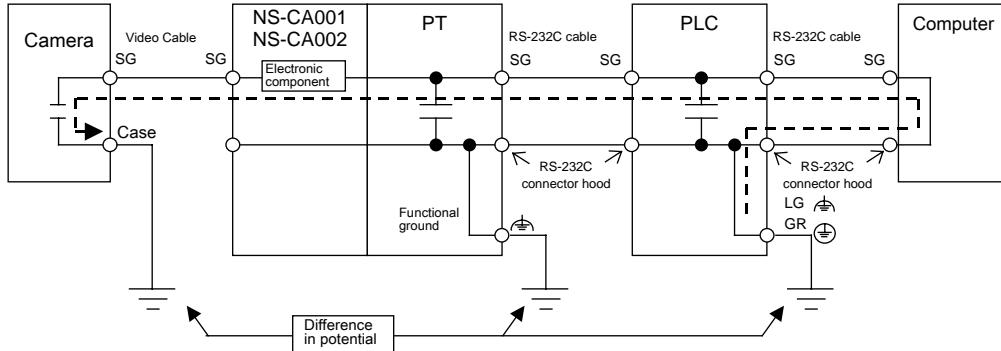 Camera
NS-CA001
NS-CA002
PT
PLC
Computer
Video Cable
RS-232C cable
RS-232C cable
SG
SG
SG
SG
SG
SG
Electronic
component
Case
RS-232C
connector hood
RS-232C
connector hood
Functional
ground
LG
GR
Difference
in potential